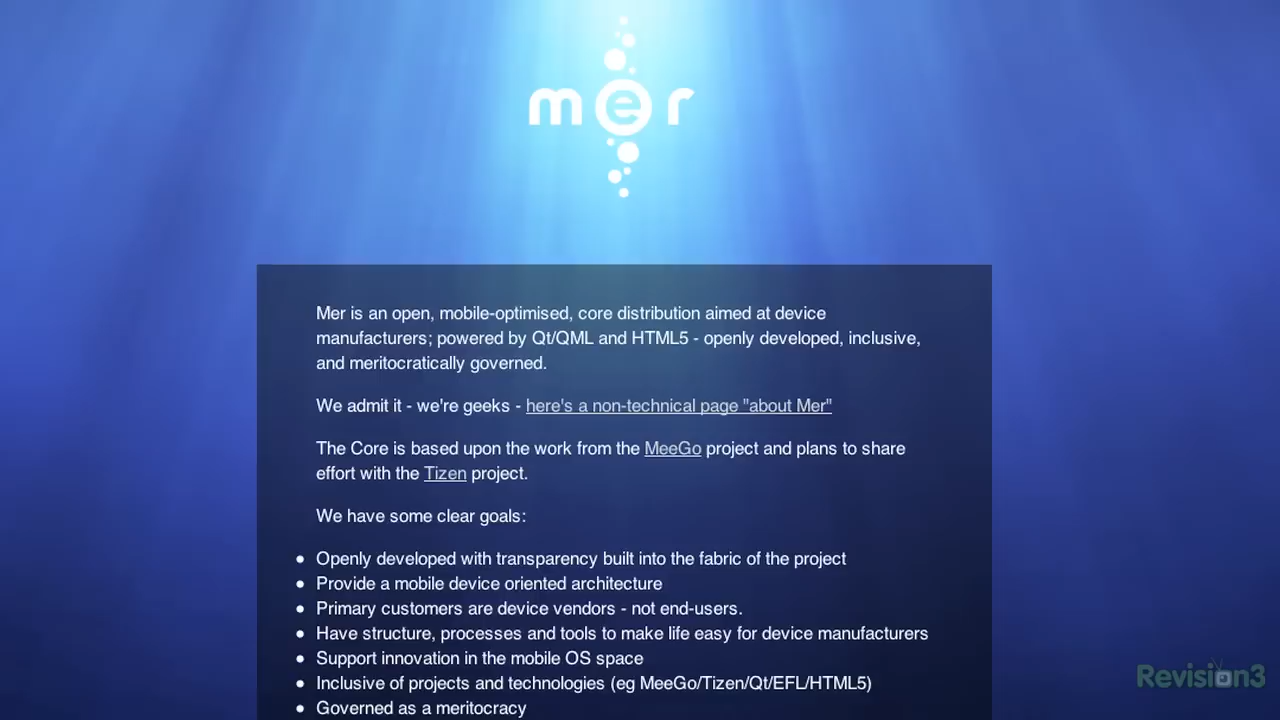 mer
Mer is an open, mobile-optimised, core distribution aimed at device
manufacturers; powered by Qt/QML and HTML5 - openly developed, inclusive,
and meritocratically governed.
We admit it - we're geeks - here's a non-technical page "about Mer"
The Core is based upon the work from the MeeGo project and plans to share
effort with the Tizen project.
We have some clear goals:
• Openly developed with transparency built into the fabric of the project
• Provide a mobile device oriented architecture
• Primary customers are device vendors - not end-users.
• Have structure, processes and tools to make life easy for device manufacturers
• Support innovation in the mobile OS space
• Inclusive of projects and technologies (eg MeeGo/Tizen/Qt/EFL/HTML5)
• Governed as a meritocracy
Revision3